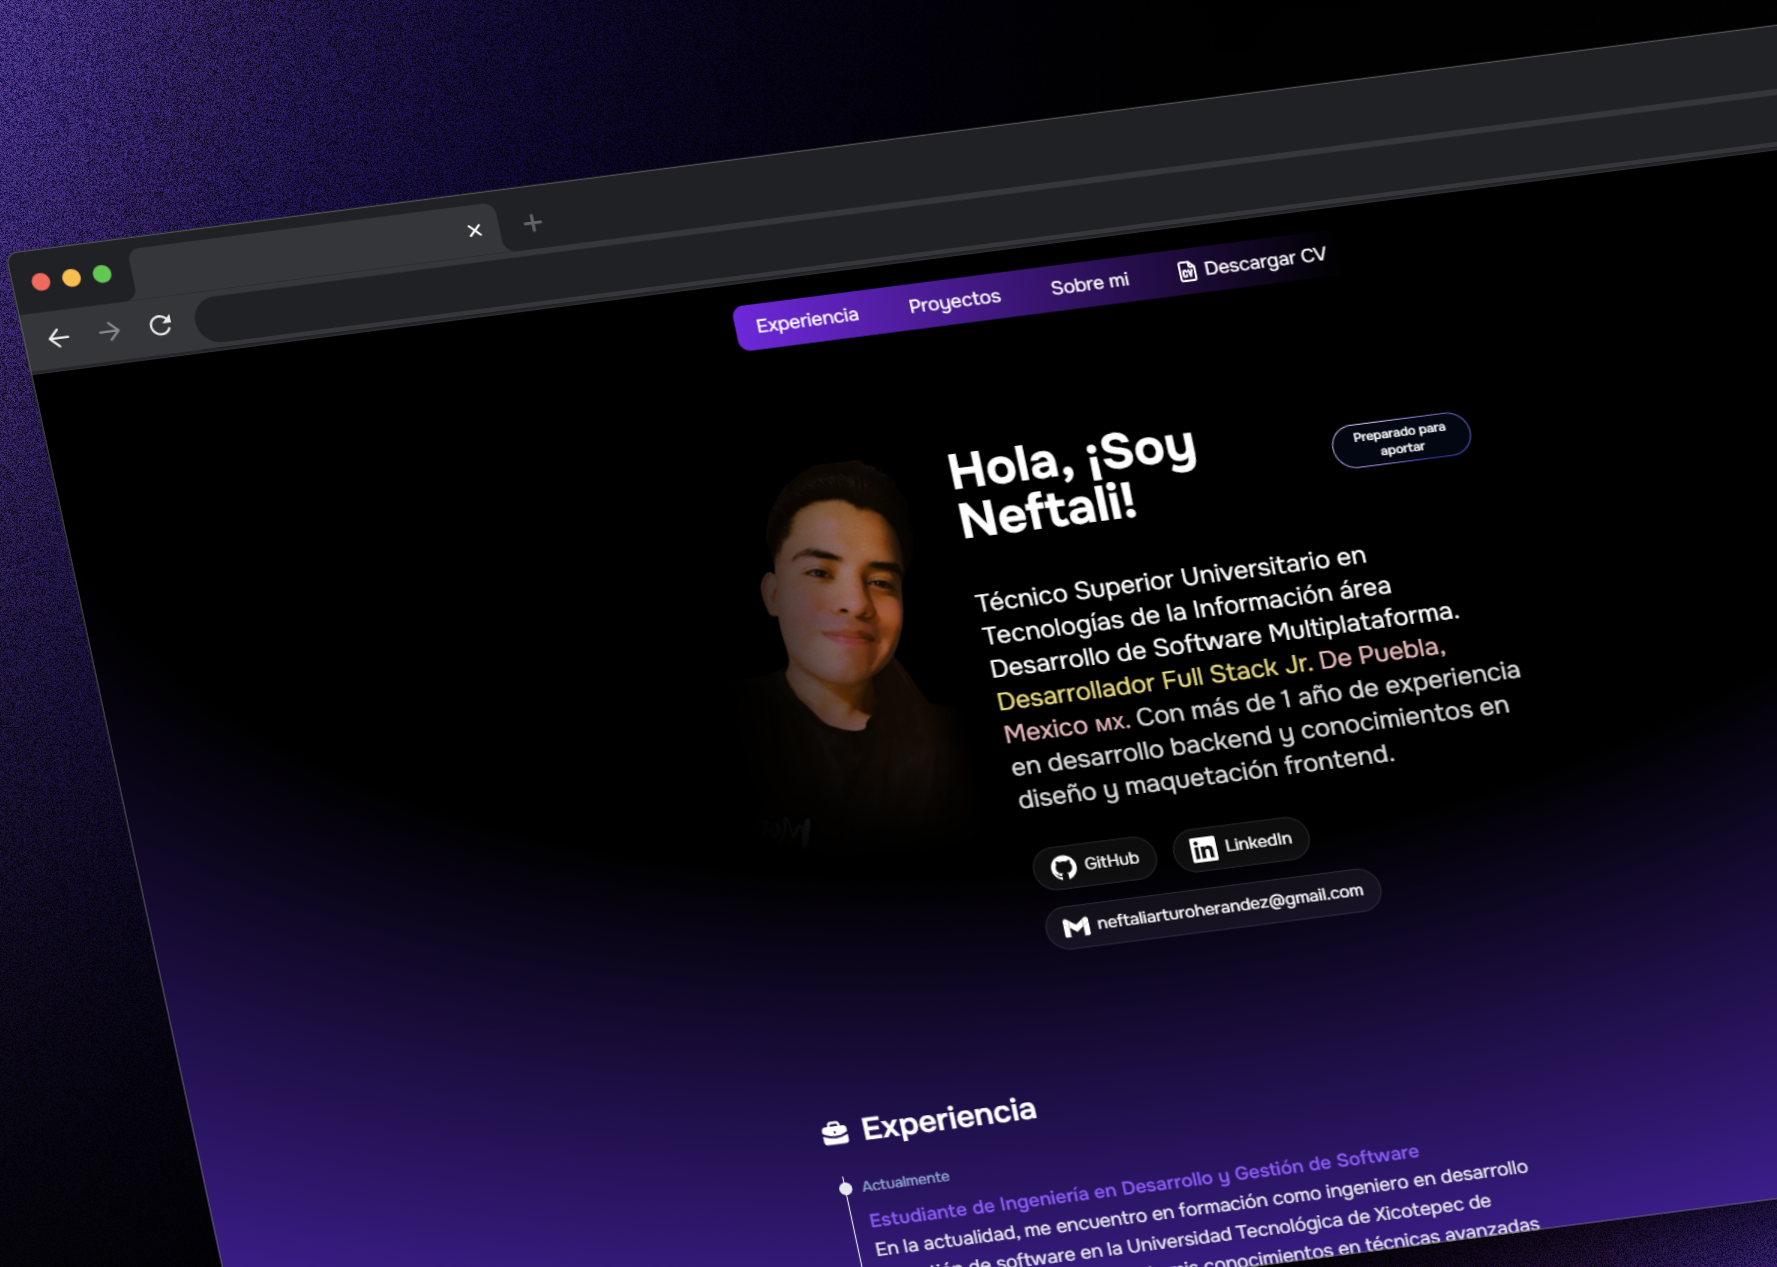 Experiencia Proyectos Sobre mi Descargar CV
Hola, ¡Soy
Neftali!
Preparado para
aportar
Técnico Superior Universitario en
Tecnologías de la Información área
Desarrollo de Software Multiplataforma.
Desarrollador Full Stack Jr. De Puebla,
Mexico MX. Con más de 1 año de experiencia
en desarrollo backend y conocimientos en
diseño y maquetación frontend.
GitHub
LinkedIn
neftaliarturoherandez@gmail.com
Experiencia
Actualmente
Estudiante de Ingeniería en Desarrollo y Gestión de Software
En la actualidad, me encuentro en formación como ingeniero en desarrollo
de software en la Universidad Tecnológica de Xicotepec de
conocimientos en técnicas avanzadas